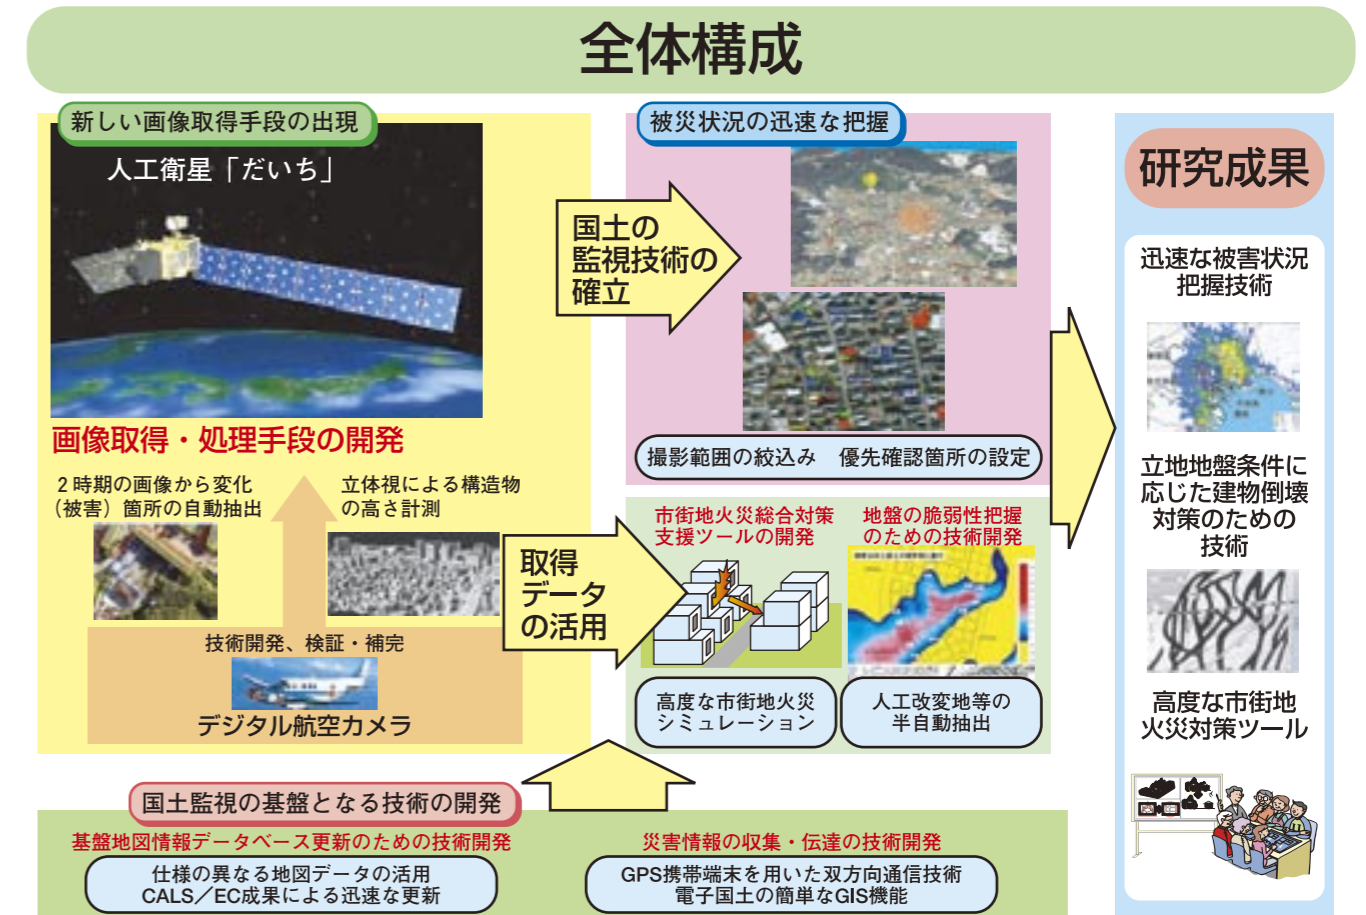 全体構成
新しい画像取得手段の出現
人工衛星「だいち」
画像取得・処理手段の開発
２時期の画像から変化
（被害）箇所の自動抽出
立体視による構造物
の高さ計測
技術開発、検証・補完
デジタル航空カメラ
国土の
監視技術の
確立
取得
データ
の活用
被災状況の迅速な把握
撮影範囲の絞込み　優先確認箇所の設定
市街地火災総合対策
支援ツールの開発
高度な市街地火災
シミュレーション
地盤の脆弱性把握
のための技術開発
人工改変地等の
半自動抽出
国土監視の基盤となる技術の開発
基盤地図情報データベース更新のための技術開発
仕様の異なる地図データの活用
CALS／EC成果による迅速な更新
災害情報の収集・伝達の技術開発
GPS携帯端末を用いた双方向通信技術
電子国土の簡単なGIS機能
研究成果
迅速な被害状況
把握技術
立地地盤条件に
応じた建物倒壊
対策のための
技術
高度な市街地
火災対策ツール